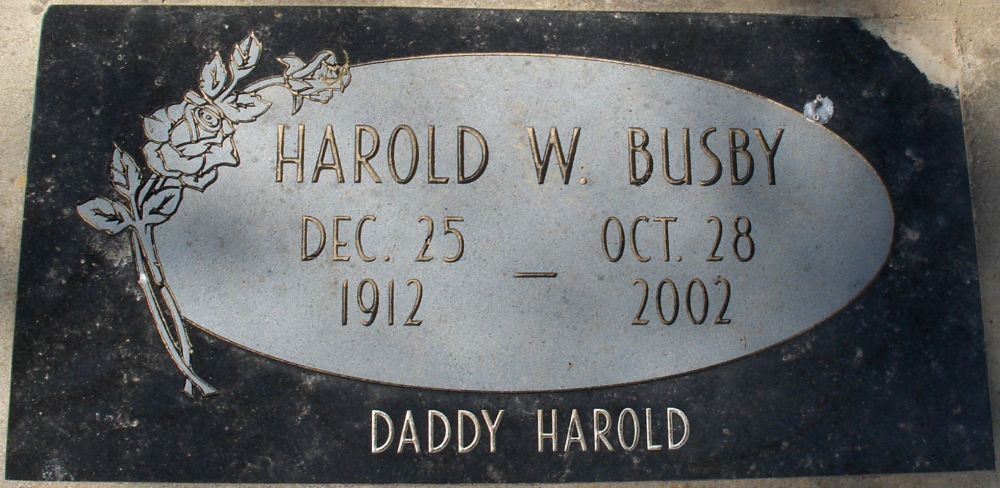 HAROLD W. BUSBY
DEC. 25 OCT. 28
1912 — 2002
DADDY HAROLD